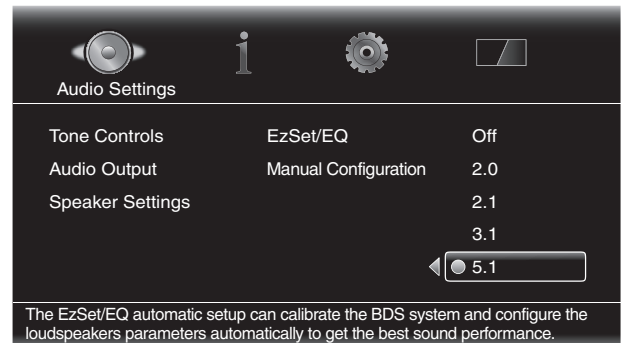 Audio Settings
Tone Controls EzSet/EQ Off
Audio Output Manual Configuration 2.0
Speaker Settings 2.1
3.1
5.1
The EzSet/EQ automatic setup can calibrate the BDS system and configure the
loudspeakers parameters automatically to get the best sound performance.